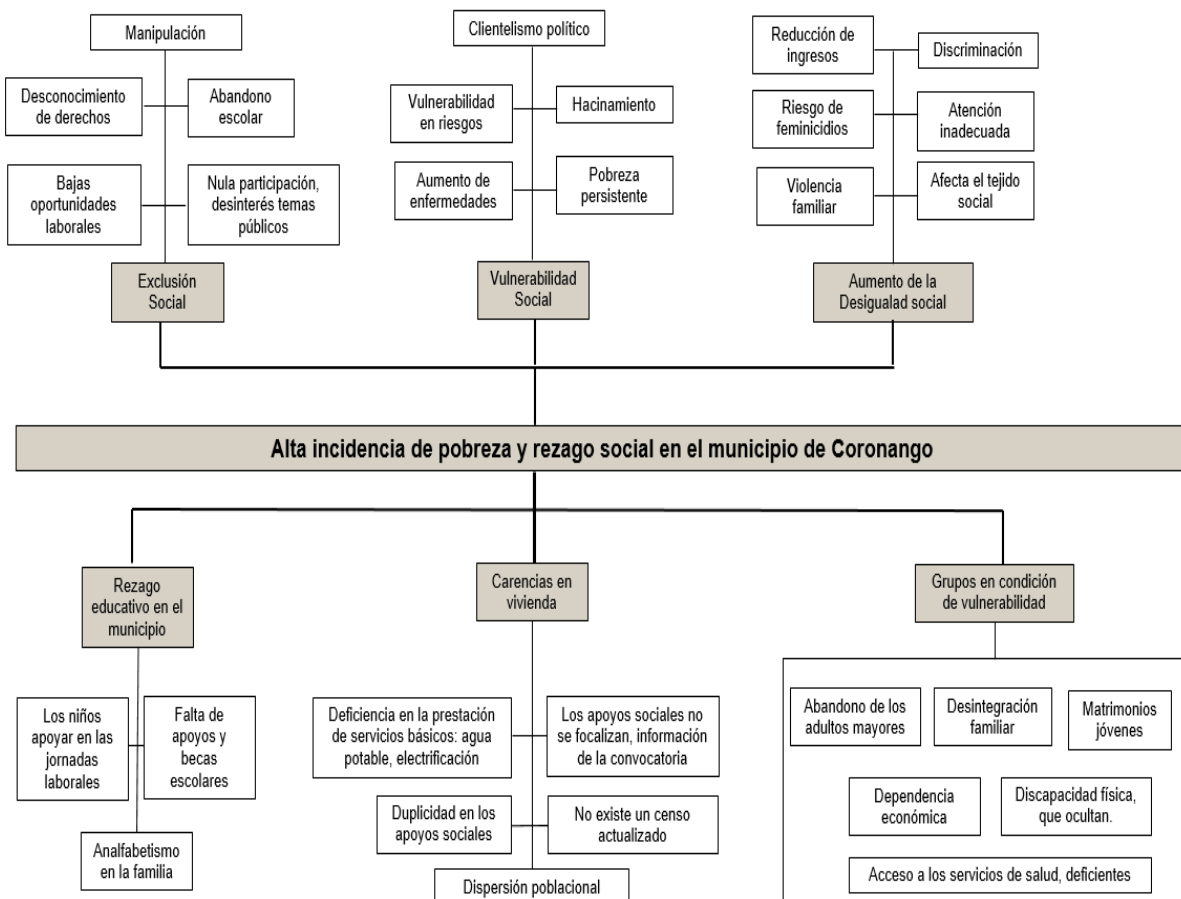 Manipulación
Desconocimiento
de derechos
Abandono
escolar
Bajas
oportunidades
laborales
Nula participación,
desinterés temas
públicos
Exclusión
Social
Clientelismo político
Vulnerabilidad
en riesgos
Hacinamiento
Aumento de
enfermedades
Pobreza
persistente
Vulnerabilidad
Social
Reducción de
ingresos
Discriminación
Riesgo de
feminicidios
Atención
inadecuada
Violencia
familiar
Afecta el tejido
social
Aumento de la
Desigualad social
Alta incidencia de pobreza y rezago social en el municipio de Coronango
Rezago
educativo en el
municipio
Los niños
apoyar en las
jornadas
laborales
Falta de
apoyos y
becas
escolares
Analfabetismo
en la familia
Carencias en
vivienda
Deficiencia en la prestación
de servicios básicos: agua
potable, electrificación
Los apoyos sociales no
se focalizan, información
de la convocatoria
Duplicidad en los
apoyos sociales
No existe un censo
actualizado
Dispersión poblacional
Grupos en condición
de vulnerabilidad
Abandono de los
adultos mayores
Desintegración
familiar
Matrimonios
jóvenes
Dependencia
económica
Discapacidad física,
que ocultan.
Acceso a los servicios de salud, deficientes